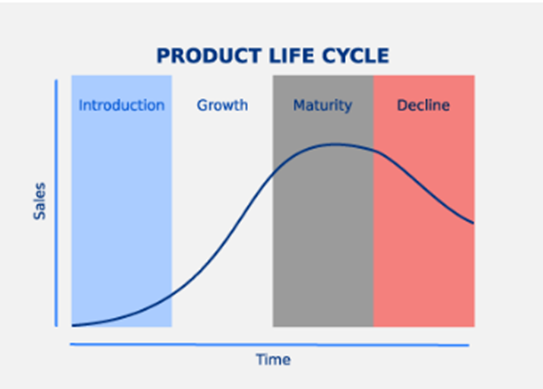 PRODUCT LIFE CYCLE
Introduction Growth Maturity Decline
Sales
Time